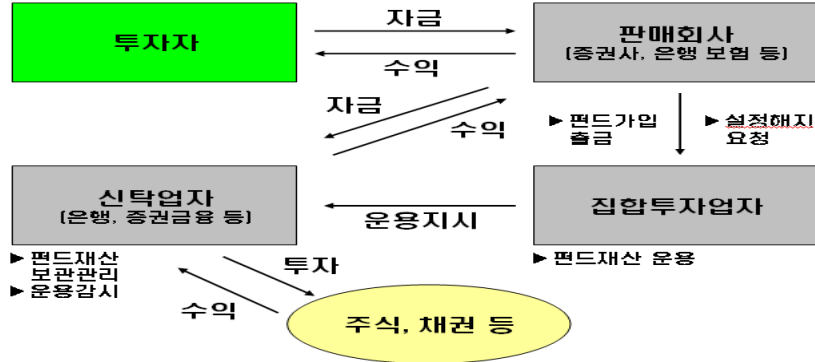 자금
투자자
판매회사
(증권사, 은행 보험 등)
수익
자금
수익
▶ 펀드가입
출금
▶ 설정해지
요청
신탁업자
(은행, 증권금융 등)
운용지시
집합투자업자
▶ 펀드재산
보관관리
▶ 운용감시
투자
수익
▶ 펀드재산 운용
주식, 채권 등